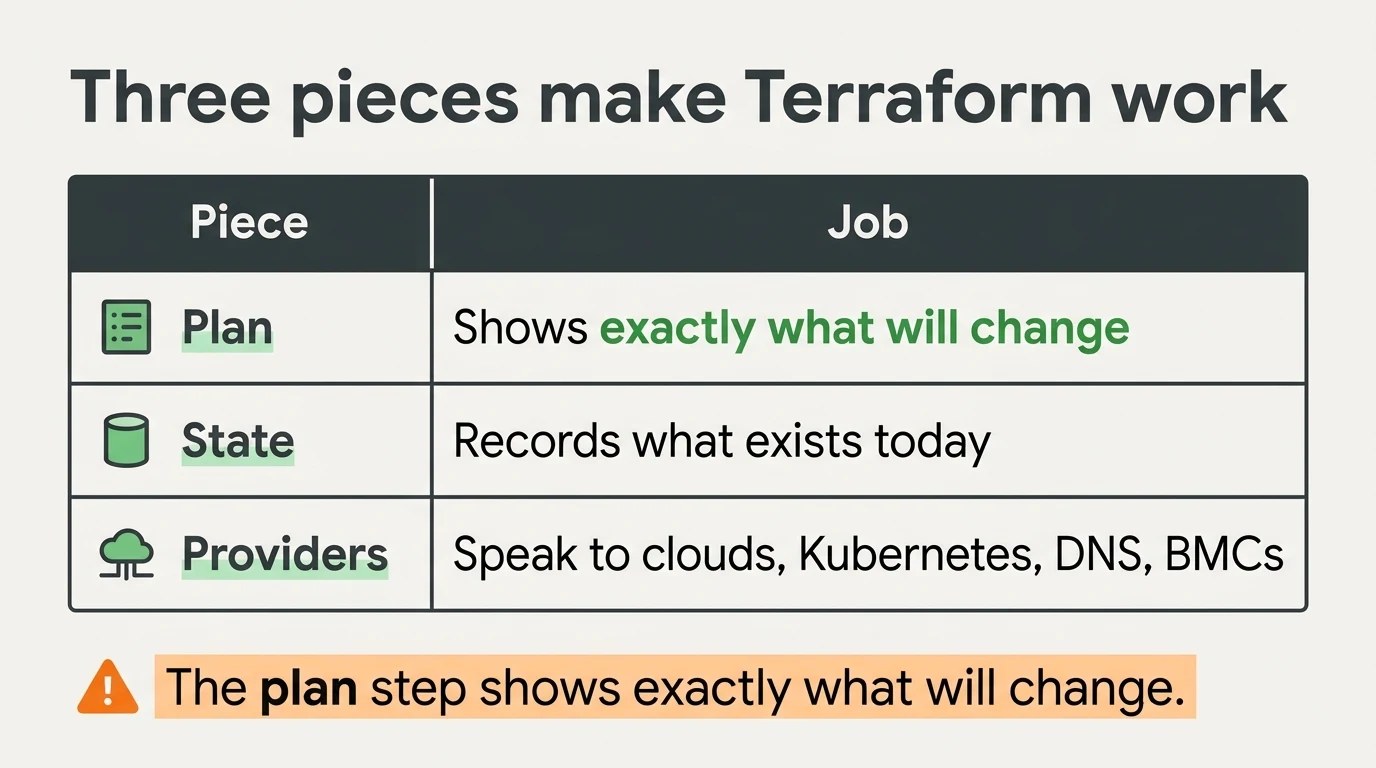 Three pieces make Terraform work
Piece
Job
Plan
Shows exactly what will change
State
Records what exists today
Providers
Speak to clouds, Kubernetes, DNS, BMCs
The plan step shows exactly what will change.